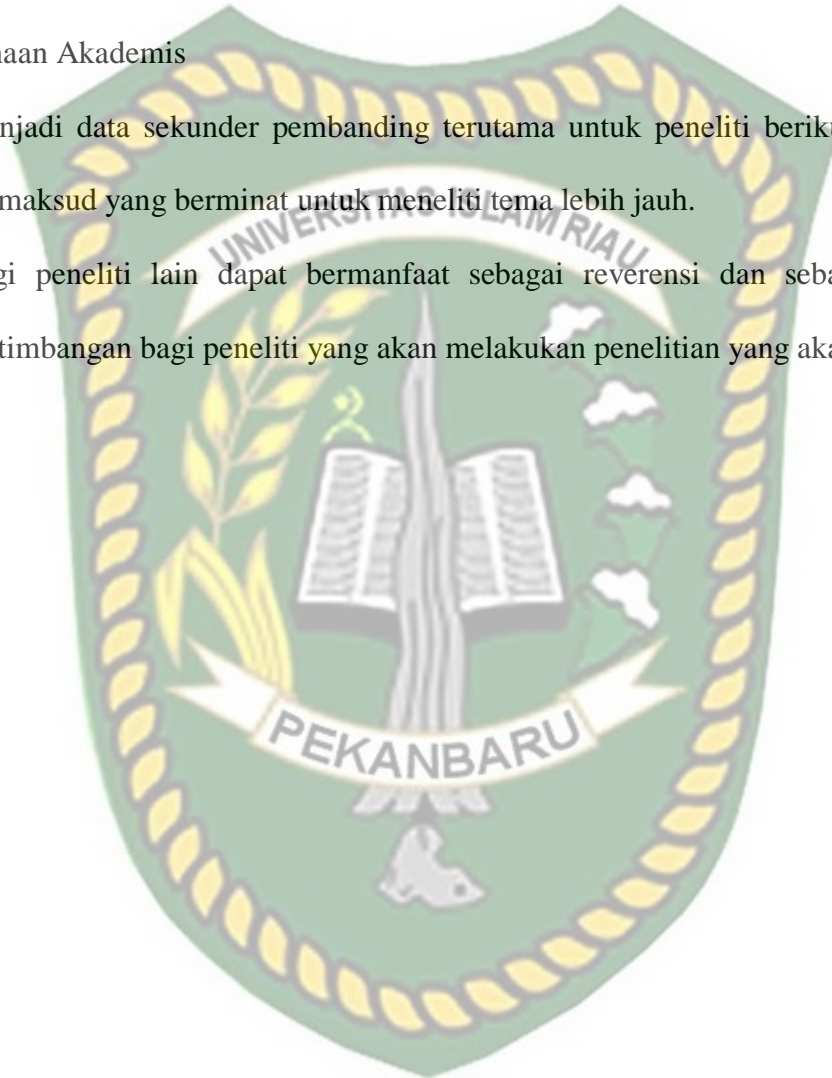 naan Akademis
njadi data sekunder pembanding terutama untuk peneliti beriku
maksud yang berminat untuk meneliti tema lebih jauh.
UNIVERSITAS ISLAM RIAU
gi peneliti lain dapat bermanfaat sebagai reverensi dan seba
timbangan bagi peneliti yang akan melakukan penelitian yang aka
PEKANBARU